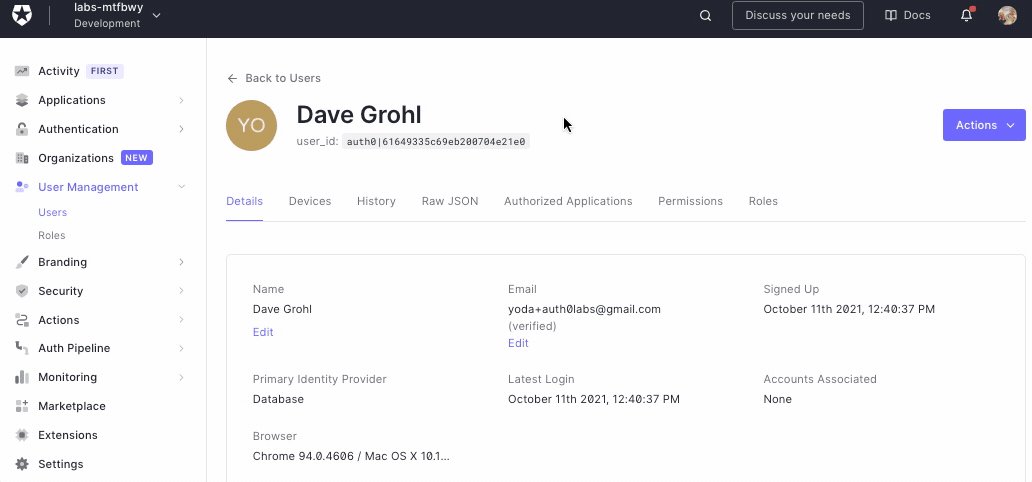 labs-mtfbwy
Development
Discuss your needs
Docs
Activity FIRST
Applications
Authentication
Organizations NEW
User Management
Users
Roles
Branding
Security
Actions
Auth Pipeline
Monitoring
Marketplace
Extensions
Settings
← Back to Users
YO
Dave Grohl
user_id: auth0|61649335c69eb200704e21e0
Actions
Details Devices History Raw JSON Authorized Applications Permissions Roles
Name
Dave Grohl
Edit
Email
yoda+auth0labs@gmail.com
(verified)
Edit
Signed Up
October 11th 2021, 12:40:37 PM
Primary Identity Provider
Database
Latest Login
October 11th 2021, 12:40:37 PM
Accounts Associated
None
Browser
Chrome 94.0.4606 / Mac OS X 10.1...